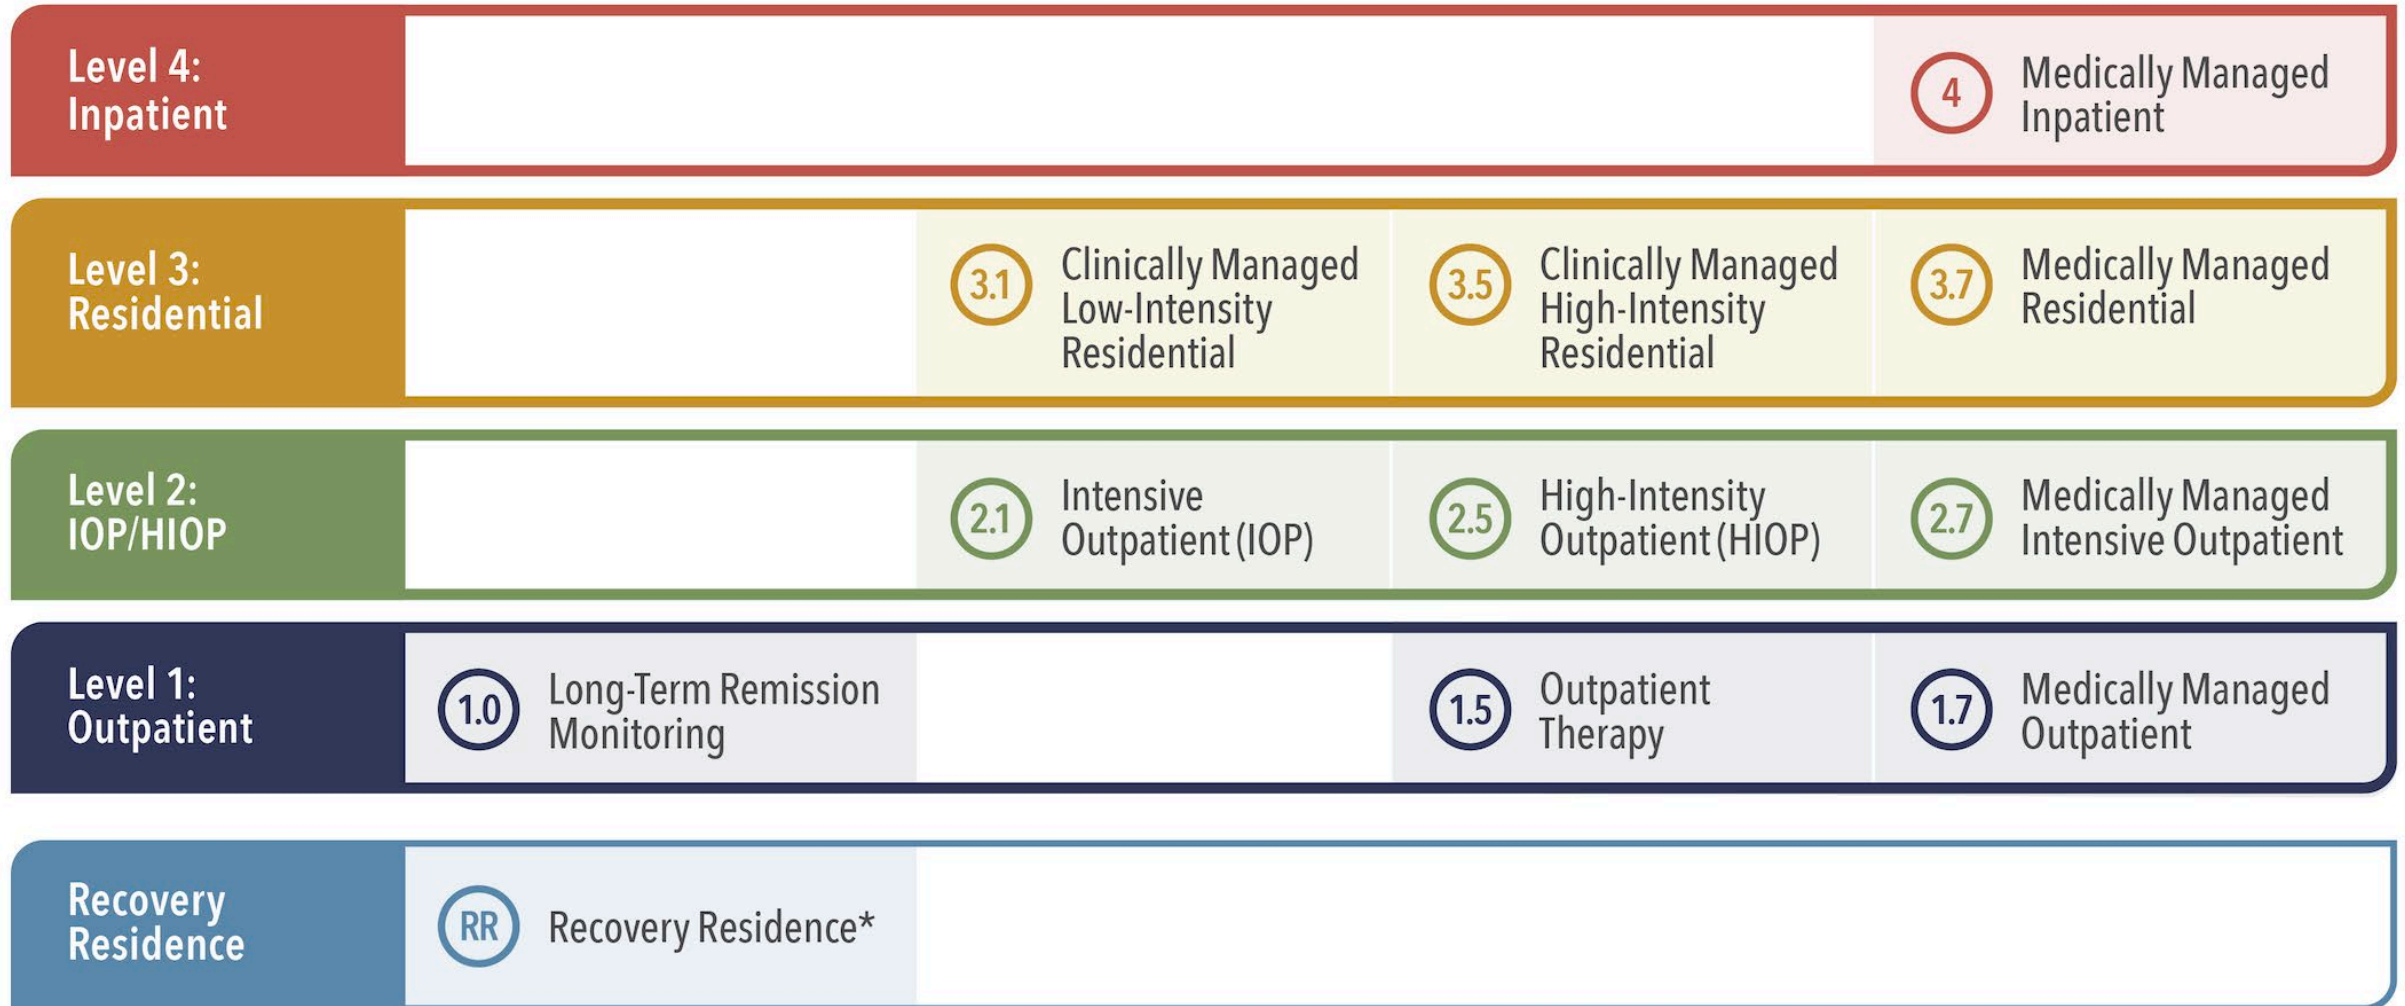 Level 4:
Inpatient
4
Medically Managed
Inpatient
Level 3:
Residential
3.1
Clinically Managed
Low-Intensity
Residential
3.5
Clinically Managed
High-Intensity
Residential
3.7
Medically Managed
Residential
Level 2:
IOP/HIOP
2.1
Intensive
Outpatient (IOP)
2.5
High-Intensity
Outpatient (HIOP)
2.7
Medically Managed
Intensive Outpatient
Level 1:
Outpatient
1.0
Long-Term Remission
Monitoring
1.5
Outpatient
Therapy
1.7
Medically Managed
Outpatient
Recovery
Residence
RR
Recovery Residence*